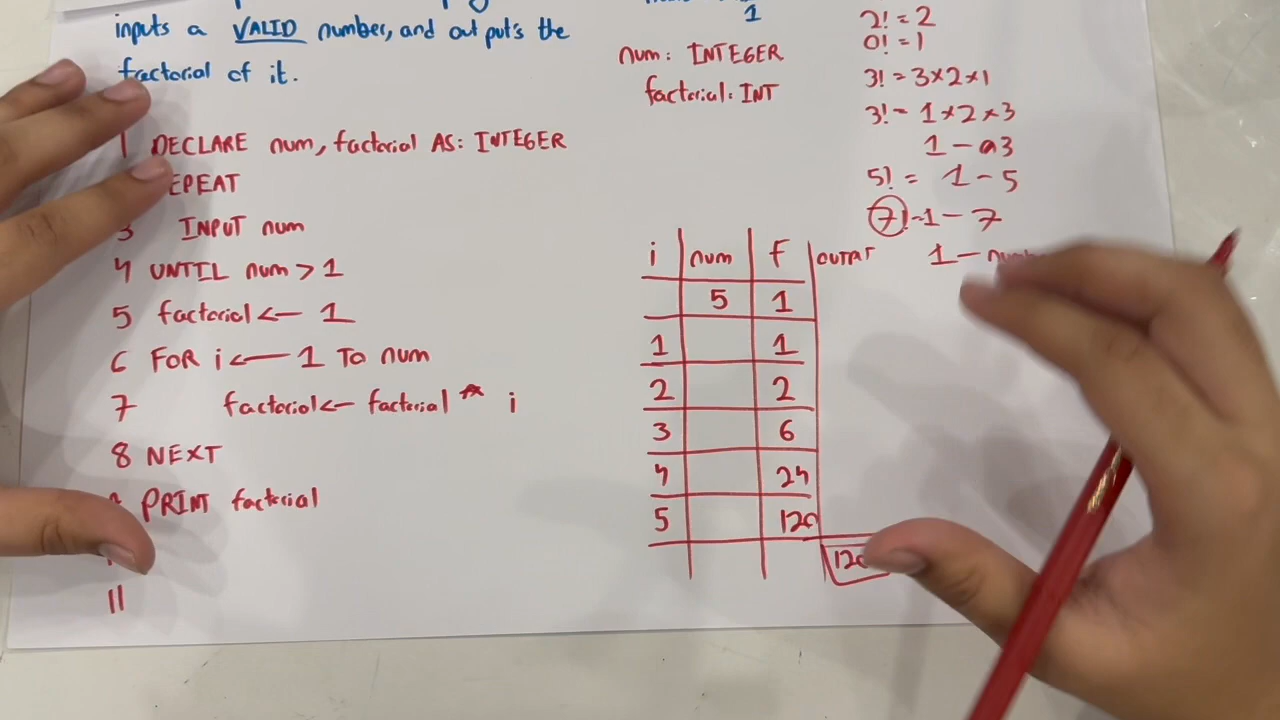 inputs a VALID number, and outputs the
factorial of it.
1 DECLARE num, factorial AS: INTEGER
EPEAT
3 INPUT num
4 UNTIL num > 1
5 factorial <— 1
6 FOR i <— 1 TO num
7 factorial <— factorial * i
8 NEXT
PRINT factorial
11
1
num: INTEGER
factorial: INT
2! = 2
0! = 1
3! = 3×2×1
3! = 1×2×3
1 - a3
5! = 1 - 5
7! - 1 - 7
1 -
i num F OUTPUT
5 1
1 1
2 2
3 6
4 24
5 120
120